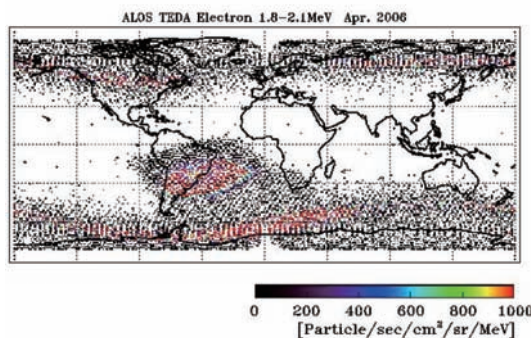 ALOS TEDA Electron 1.8-2.1MeV Apr. 2006
0 200 400 600 800 1000
[Particle/sec/cm²/sr/MeV]